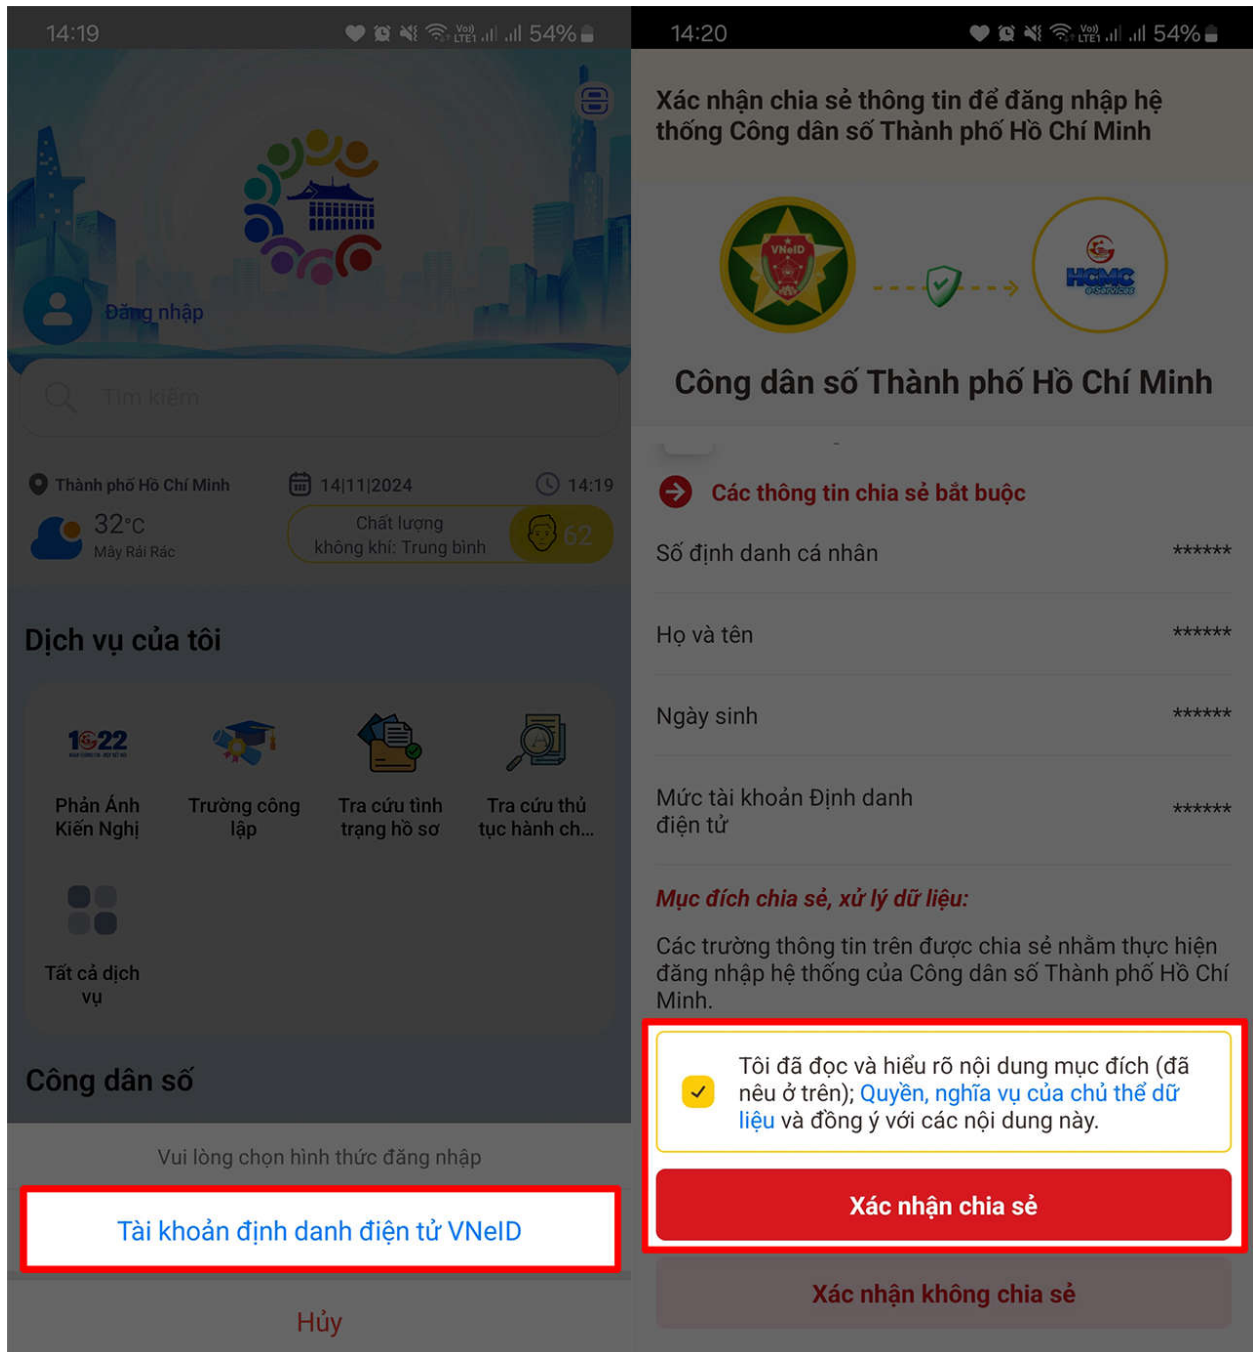 14:19
Vo))
LTE1
54%
Đăng nhập
Tìm kiếm
Thành phố Hồ Chí Minh
14|11|2024
14:19
32°C
Mây Rải Rác
Chất lượng
không khí: Trung bình
62
Dịch vụ của tôi
1022
Phản Ánh
Kiến Nghị
Trường công
lập
Tra cứu tình
trạng hồ sơ
Tra cứu thủ
tục hành ch...
Tất cả dịch
vụ
Công dân số
Vui lòng chọn hình thức đăng nhập
Tài khoản định danh điện tử VNeID
Hủy
14:20
Vo))
LTE1
54%
Xác nhận chia sẻ thông tin để đăng nhập hệ
thống Công dân số Thành phố Hồ Chí Minh
VNeID
HCMC
e-Services
Công dân số Thành phố Hồ Chí Minh
Các thông tin chia sẻ bắt buộc
Số định danh cá nhân ******
Họ và tên ******
Ngày sinh ******
Mức tài khoản Định danh
điện tử ******
Mục đích chia sẻ, xử lý dữ liệu:
Các trường thông tin trên được chia sẻ nhằm thực hiện
đăng nhập hệ thống của Công dân số Thành phố Hồ Chí
Minh.
Tôi đã đọc và hiểu rõ nội dung mục đích (đã
nêu ở trên); Quyền, nghĩa vụ của chủ thể dữ
liệu và đồng ý với các nội dung này.
Xác nhận chia sẻ
Xác nhận không chia sẻ